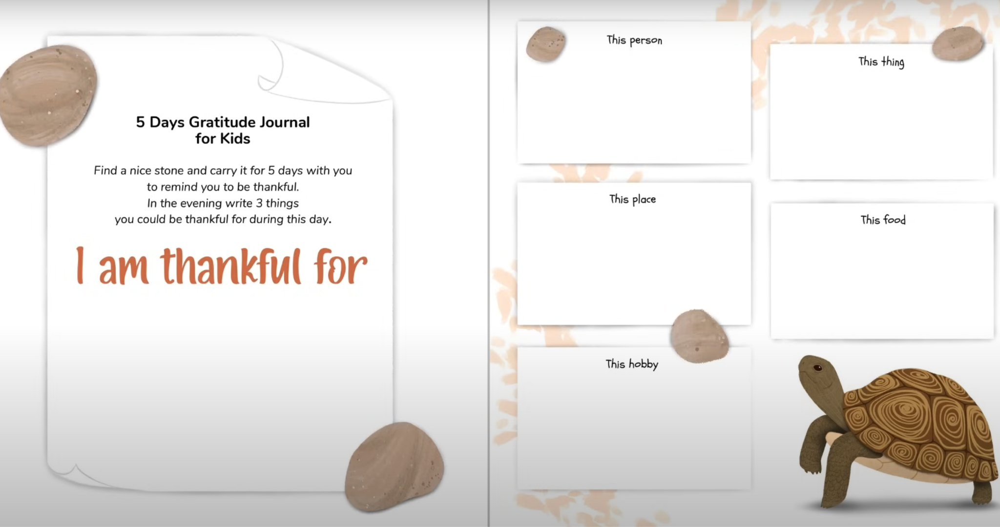 5 Days Gratitude Journal
for Kids
Find a nice stone and carry it for 5 days with you
to remind you to be thankful.
In the evening write 3 things
you could be thankful for during this day.
I am thankful for
This person
This thing
This place
This food
This hobby